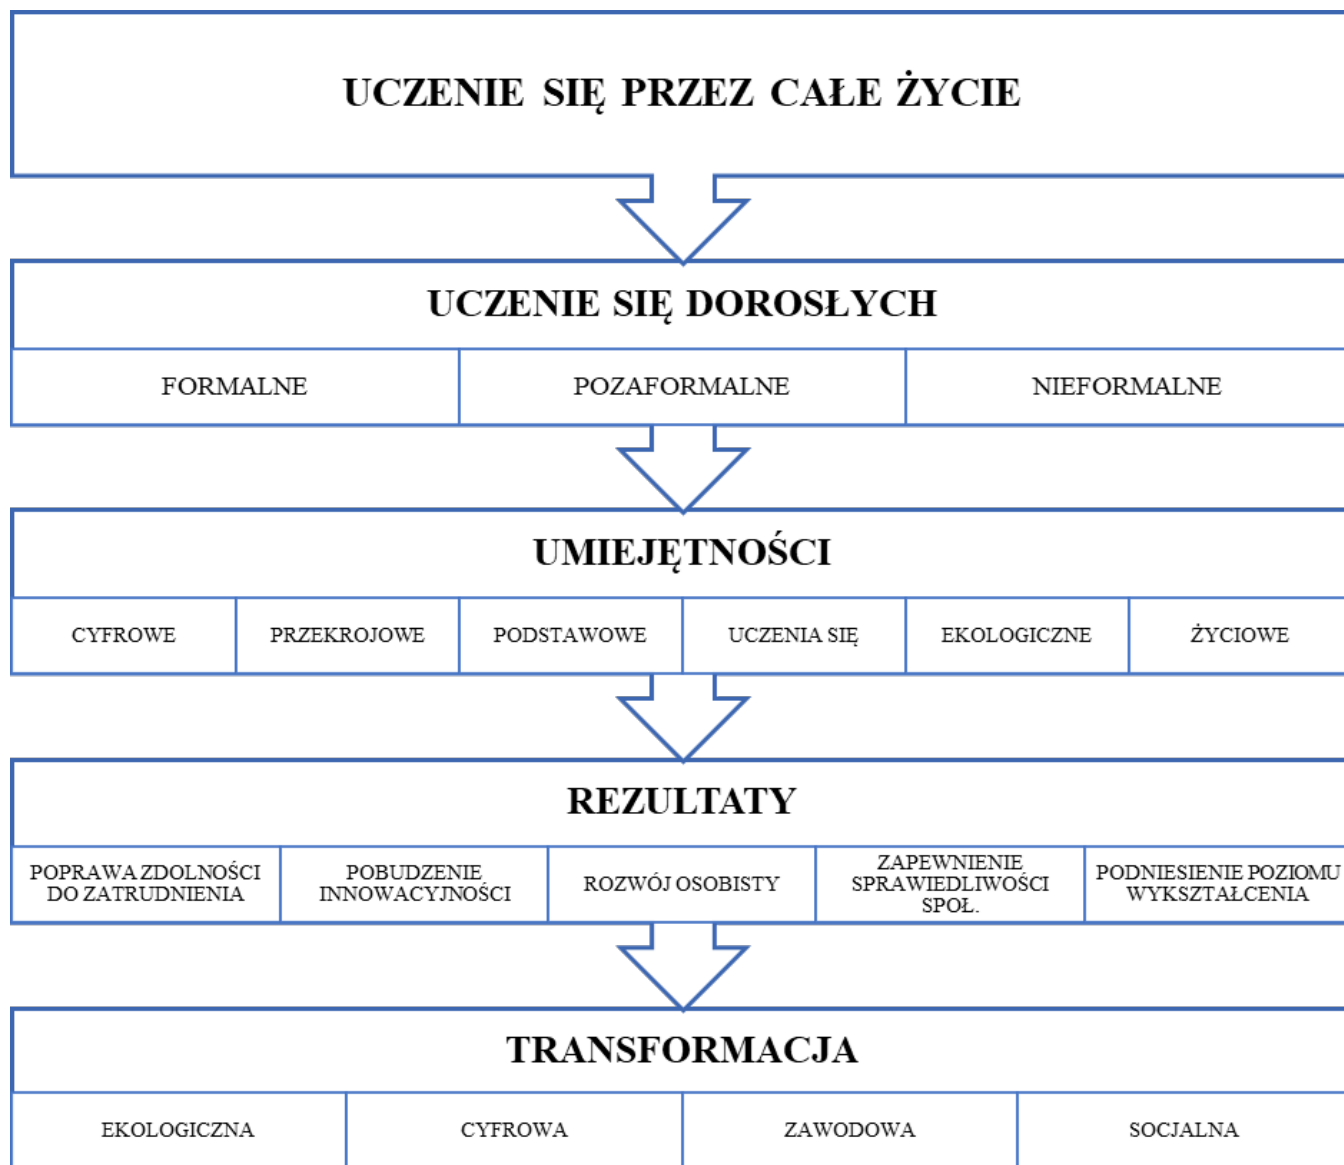 UCZENIE SIĘ PRZEZ CAŁE ŻYCIE
UCZENIE SIĘ DOROSŁYCH
FORMALNE
POZAFORMALNE
NIEFORMALNE
UMIEJĘTNOŚCI
CYFROWE
PRZEKROJOWE
PODSTAWOWE
UCZENIA SIĘ
EKOLOGICZNE
ŻYCIOWE
REZULTATY
POPRAWA ZDOLNOŚCI
DO ZATRUDNIENIA
POBUDZENIE
INNOWACYJNOŚCI
ROZWÓJ OSOBISTY
ZAPEWNIENIE
SPRAWIEDLIWOŚCI
SPOŁ.
PODNIESIENIE POZIOMU
WYKSZTAŁCENIA
TRANSFORMACJA
EKOLOGICZNA
CYFROWA
ZAWODOWA
SOCJALNA